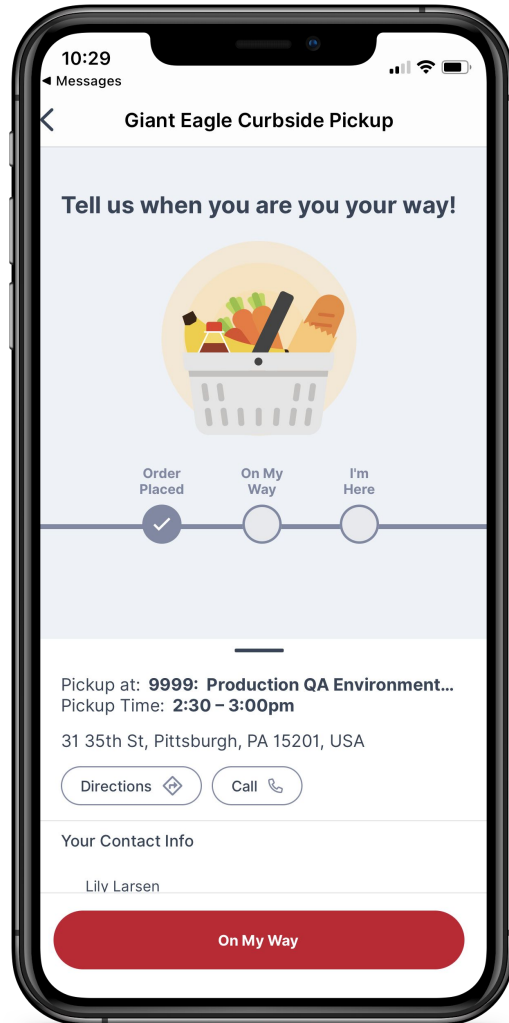 10:29
◀ Messages
Giant Eagle Curbside Pickup
Tell us when you are you your way!
Order
Placed
On My
Way
I'm
Here
Pickup at: 9999: Production QA Environment...
Pickup Time: 2:30 – 3:00pm
31 35th St, Pittsburgh, PA 15201, USA
Directions
Call
Your Contact Info
Lily Larsen
On My Way